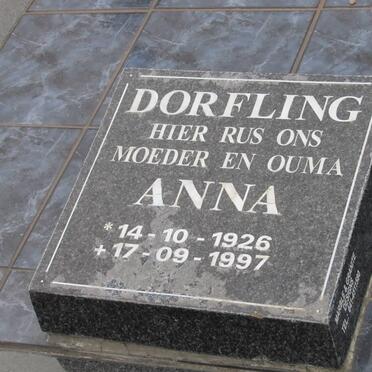 DORFLING
HIER RUS ONS
MOEDER EN OUMA
ANNA
* 14 - 10 - 1926
+ 17 - 09 - 1997